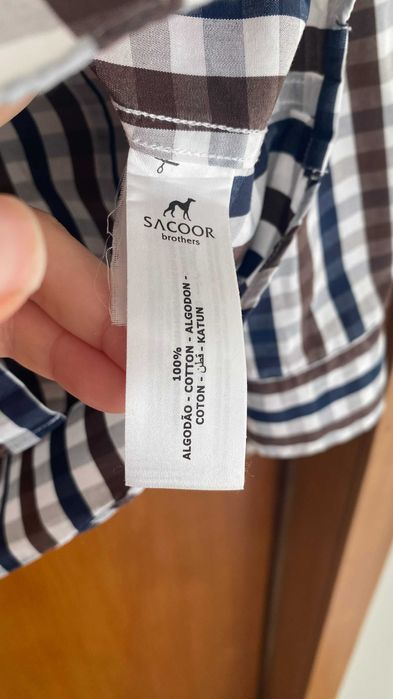 SACOOR
brothers
100%
ALGODÃO - COTTON - ALGODON -
COTON - قطن - KATUN